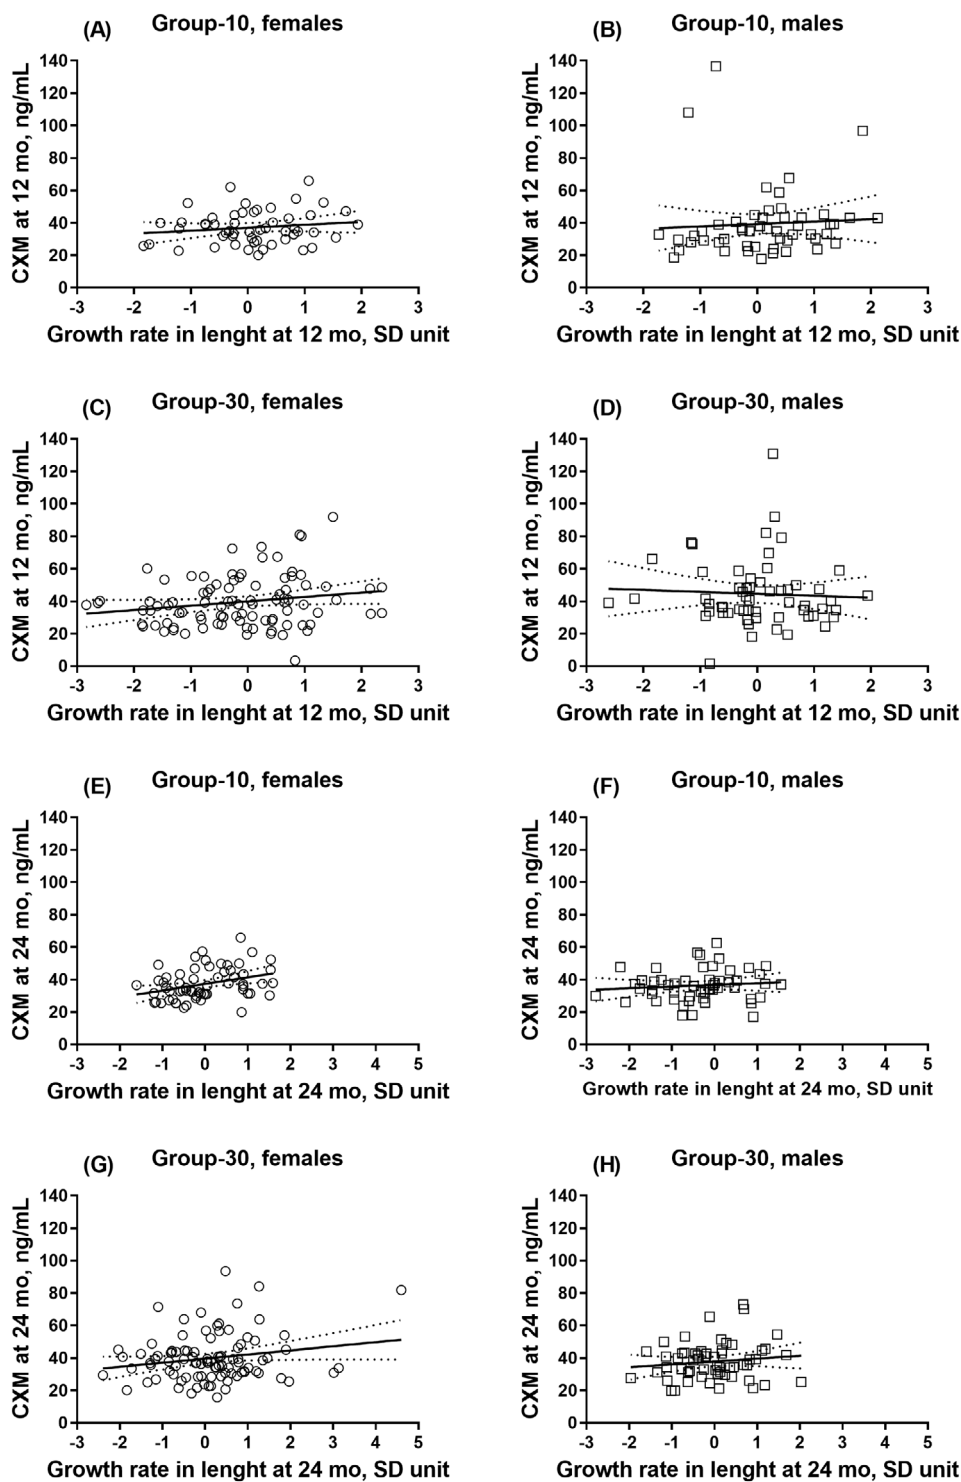 (A) Group-10, females
CXM at 12 mo, ng/mL
140
120
100
80
60
40
20
0
-3 -2 -1 0 1 2 3
Growth rate in lenght at 12 mo, SD unit
(B) Group-10, males
CXM at 12 mo, ng/mL
140
120
100
80
60
40
20
0
-3 -2 -1 0 1 2 3
Growth rate in lenght at 12 mo, SD unit
(C) Group-30, females
CXM at 12 mo, ng/mL
140
120
100
80
60
40
20
0
-3 -2 -1 0 1 2 3
Growth rate in lenght at 12 mo, SD unit
(D) Group-30, males
CXM at 12 mo, ng/mL
140
120
100
80
60
40
20
0
-3 -2 -1 0 1 2 3
Growth rate in lenght at 12 mo, SD unit
(E) Group-10, females
CXM at 24 mo, ng/mL
140
120
100
80
60
40
20
0
-3 -2 -1 0 1 2 3 4 5
Growth rate in lenght at 24 mo, SD unit
(F) Group-10, males
CXM at 24 mo, ng/mL
140
120
100
80
60
40
20
0
-3 -2 -1 0 1 2 3 4 5
Growth rate in lenght at 24 mo, SD unit
(G) Group-30, females
CXM at 24 mo, ng/mL
140
120
100
80
60
40
20
0
-3 -2 -1 0 1 2 3 4 5
Growth rate in lenght at 24 mo, SD unit
(H) Group-30, males
CXM at 24 mo, ng/mL
140
120
100
80
60
40
20
0
-3 -2 -1 0 1 2 3 4 5
Growth rate in lenght at 24 mo, SD unit